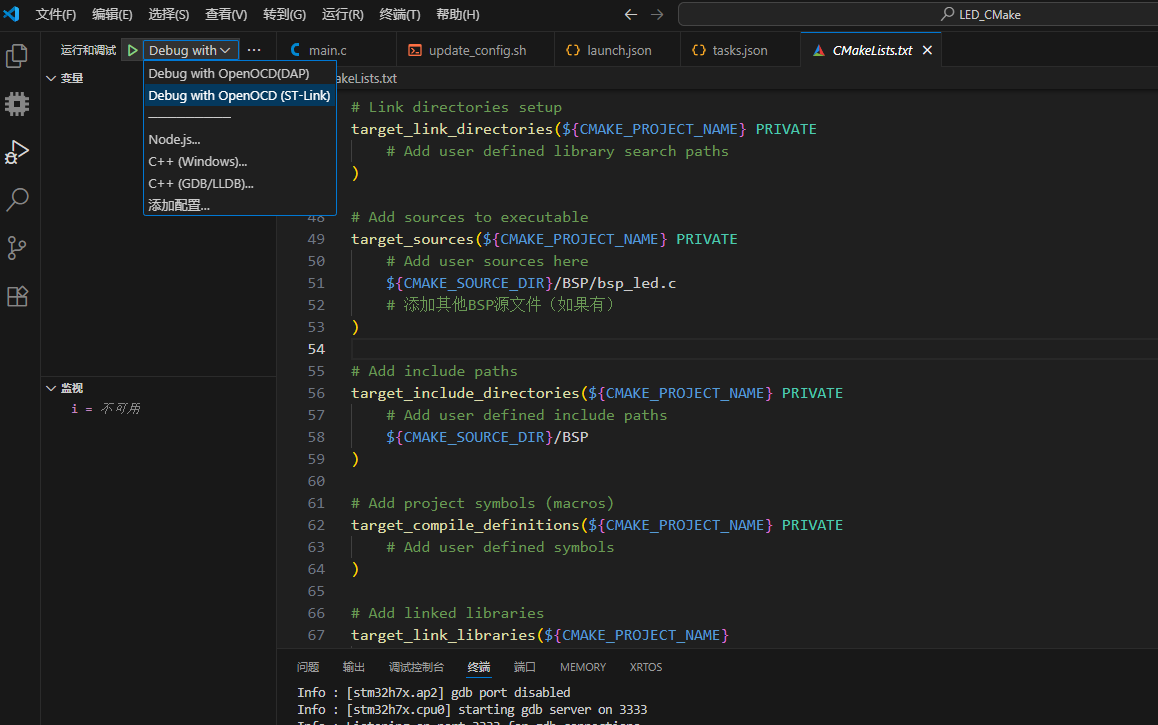 文件(F) 编辑(E) 选择(S) 查看(V) 转到(G) 运行(R) 终端(T) 帮助(H) LED_CMake
运行和调试 Debug with
main.c update_config.sh launch.json tasks.json CMakeLists.txt
变量
Debug with OpenOCD(DAP)
Debug with OpenOCD (ST-Link)
Node.js...
C++ (Windows)...
C++ (GDB/LLDB)...
添加配置...
监视
i = 不可用
akeLists.txt
# Link directories setup
target_link_directories(${CMAKE_PROJECT_NAME} PRIVATE
# Add user defined library search paths
)
48 # Add sources to executable
49 target_sources(${CMAKE_PROJECT_NAME} PRIVATE
50 # Add user sources here
51 ${CMAKE_SOURCE_DIR}/BSP/bsp_led.c
52 # 添加其他BSP源文件（如果有）
53 )
54
55 # Add include paths
56 target_include_directories(${CMAKE_PROJECT_NAME} PRIVATE
57 # Add user defined include paths
58 ${CMAKE_SOURCE_DIR}/BSP
59 )
60
61 # Add project symbols (macros)
62 target_compile_definitions(${CMAKE_PROJECT_NAME} PRIVATE
63 # Add user defined symbols
64 )
65
66 # Add linked libraries
67 target_link_libraries(${CMAKE_PROJECT_NAME}
问题 输出 调试控制台 终端 端口 MEMORY XRTOS
Info : [stm32h7x.ap2] gdb port disabled
Info : [stm32h7x.cpu0] starting gdb server on 3333
Info : Listening on port 3333 for gdb connections